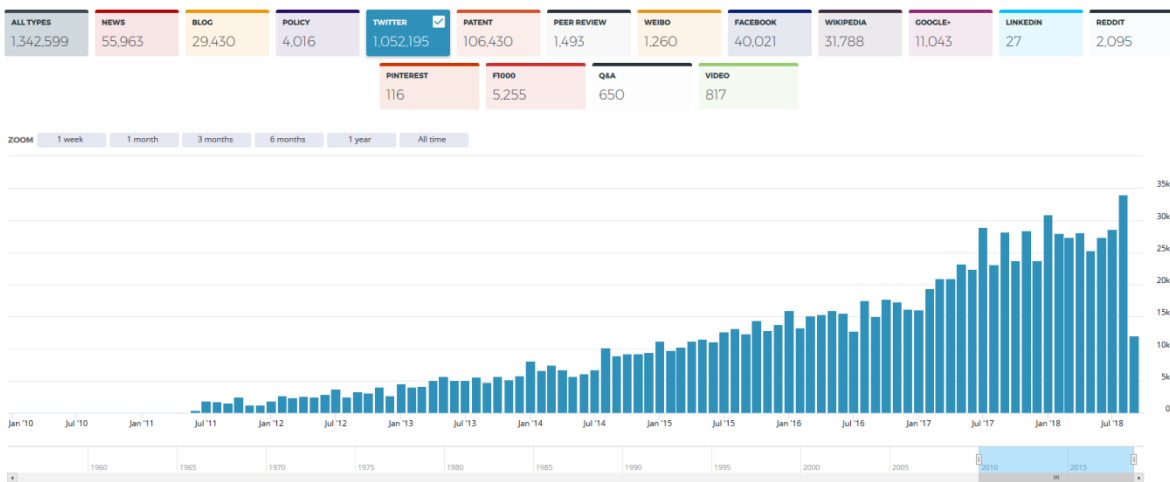 ALL TYPES NEWS BLOG POLICY TWITTER PATENT PEER REVIEW WEIBO FACEBOOK WIKIPEDIA GOOGLE+ LINKEDIN REDDIT
1,342,599 55,963 29,430 4,016 1,052,195 106,430 1,493 1,260 40,021 31,788 11,043 27 2,095
PINTEREST F1000 Q&A VIDEO
116 5,255 650 817
ZOOM 1 week 1 month 3 months 6 months 1 year All time
35k
30k
25k
20k
15k
10k
5k
0
Jan '10 Jul '10 Jan '11 Jul '11 Jan '12 Jul '12 Jan '13 Jul '13 Jan '14 Jul '14 Jan '15 Jul '15 Jan '16 Jul '16 Jan '17 Jul '17 Jan '18 Jul '18
1960 1965 1970 1975 1980 1985 1990 1995 2000 2005 2010 2015